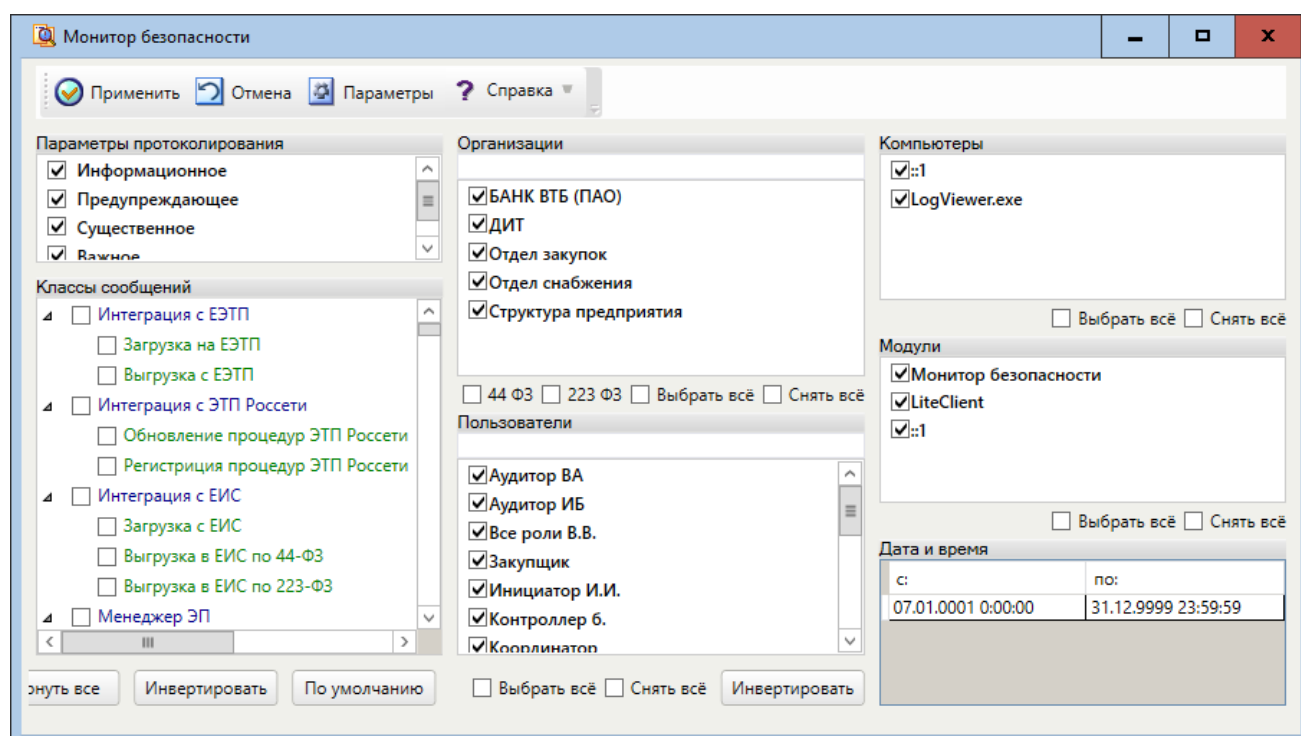 Монитор безопасности
Применить Отмена Параметры ? Справка
Параметры протоколирования
Информационное
Предупреждающее
Существенное
Важное
Классы сообщений
Интеграция с ЕЭТП
Загрузка на ЕЭТП
Выгрузка с ЕЭТП
Интеграция с ЭТП Россети
Обновление процедур ЭТП Россети
Регистриция процедур ЭТП Россети
Интеграция с ЕИС
Загрузка с ЕИС
Выгрузка в ЕИС по 44-ФЗ
Выгрузка в ЕИС по 223-ФЗ
Менеджер ЭП
онуть все Инвертировать По умолчанию
Организации
БАНК ВТБ (ПАО)
ДИТ
Отдел закупок
Отдел снабжения
Структура предприятия
44 ФЗ 223 ФЗ Выбрать всё Снять всё
Пользователи
Аудитор ВА
Аудитор ИБ
Все роли В.В.
Закупщик
Инициатор И.И.
Контроллер б.
Координатор
Выбрать всё Снять всё Инвертировать
Компьютеры
::1
LogViewer.exe
Выбрать всё Снять всё
Модули
Монитор безопасности
LiteClient
::1
Выбрать всё Снять всё
Дата и время
с: по:
07.01.0001 0:00:00 31.12.9999 23:59:59